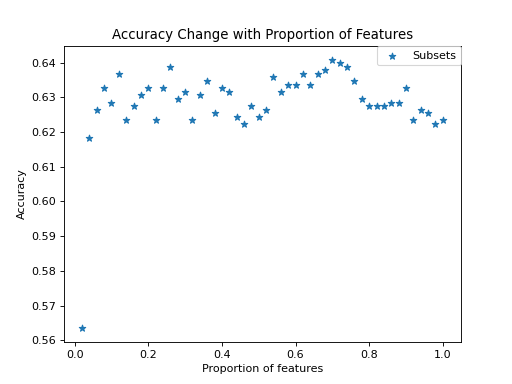 Accuracy Change with Proportion of Features
Subsets
0.64
0.63
0.62
0.61
0.60
0.59
0.58
0.57
0.56
Accuracy
0.0 0.2 0.4 0.6 0.8 1.0
Proportion of features